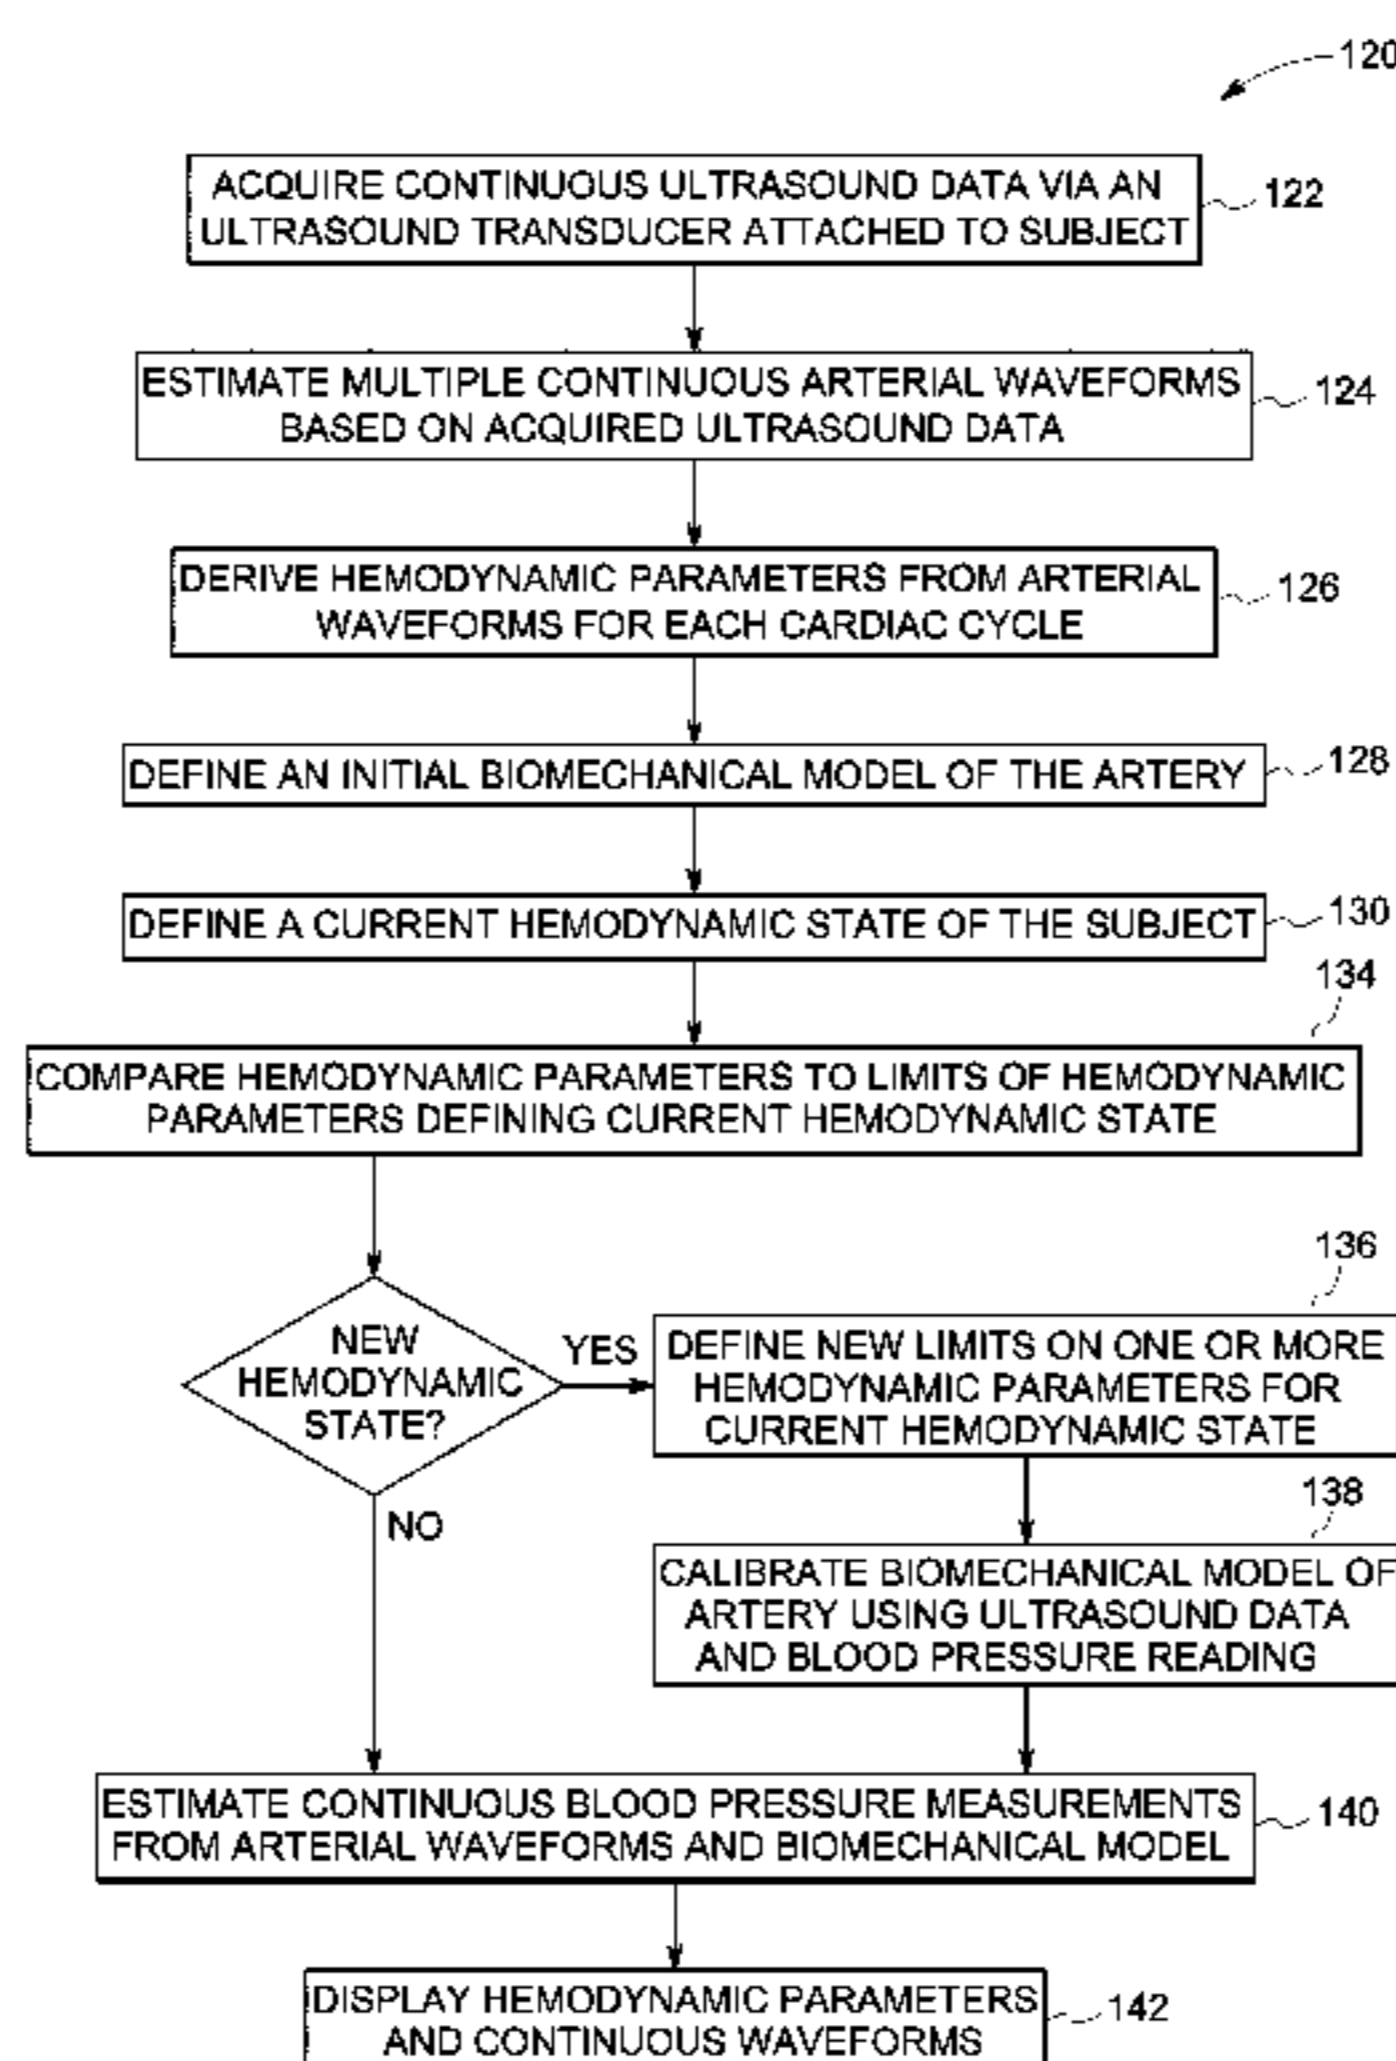 120
ACQUIRE CONTINUOUS ULTRASOUND DATA VIA AN
ULTRASOUND TRANSDUCER ATTACHED TO SUBJECT
122
ESTIMATE MULTIPLE CONTINUOUS ARTERIAL WAVEFORMS
BASED ON ACQUIRED ULTRASOUND DATA
124
DERIVE HEMODYNAMIC PARAMETERS FROM ARTERIAL
WAVEFORMS FOR EACH CARDIAC CYCLE
126
DEFINE AN INITIAL BIOMECHANICAL MODEL OF THE ARTERY
128
DEFINE A CURRENT HEMODYNAMIC STATE OF THE SUBJECT
130
134
COMPARE HEMODYNAMIC PARAMETERS TO LIMITS OF HEMODYNAMIC
PARAMETERS DEFINING CURRENT HEMODYNAMIC STATE
NEW
HEMODYNAMIC
STATE?
YES
NO
136
DEFINE NEW LIMITS ON ONE OR MORE
HEMODYNAMIC PARAMETERS FOR
CURRENT HEMODYNAMIC STATE
138
CALIBRATE BIOMECHANICAL MODEL OF
ARTERY USING ULTRASOUND DATA
AND BLOOD PRESSURE READING
ESTIMATE CONTINUOUS BLOOD PRESSURE MEASUREMENTS
FROM ARTERIAL WAVEFORMS AND BIOMECHANICAL MODEL
140
DISPLAY HEMODYNAMIC PARAMETERS
AND CONTINUOUS WAVEFORMS
142